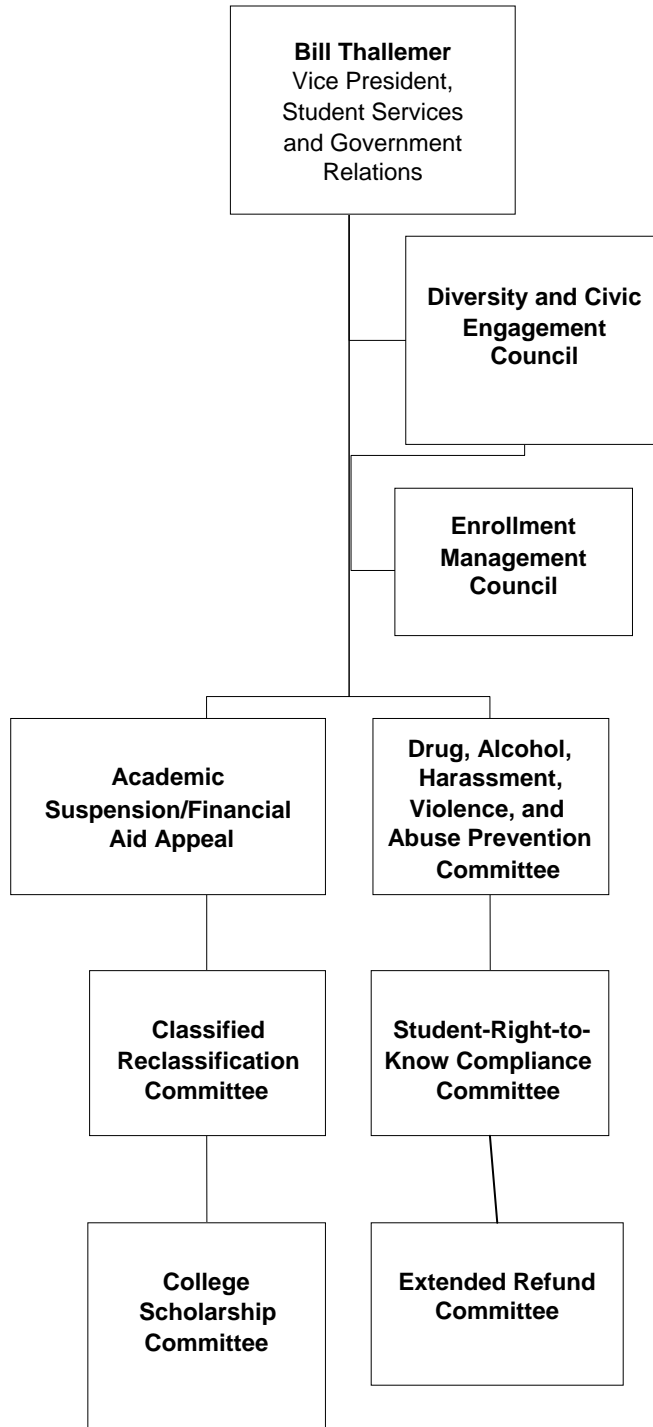 Bill Thallemer
Vice President,
Student Services
and Government
Relations
Diversity and Civic
Engagement
Council
Enrollment
Management
Council
Academic
Suspension/Financial
Aid Appeal
Drug, Alcohol,
Harassment,
Violence, and
Abuse Prevention
Committee
Classified
Reclassification
Committee
Student-Right-to-
Know Compliance
Committee
College
Scholarship
Committee
Extended Refund
Committee